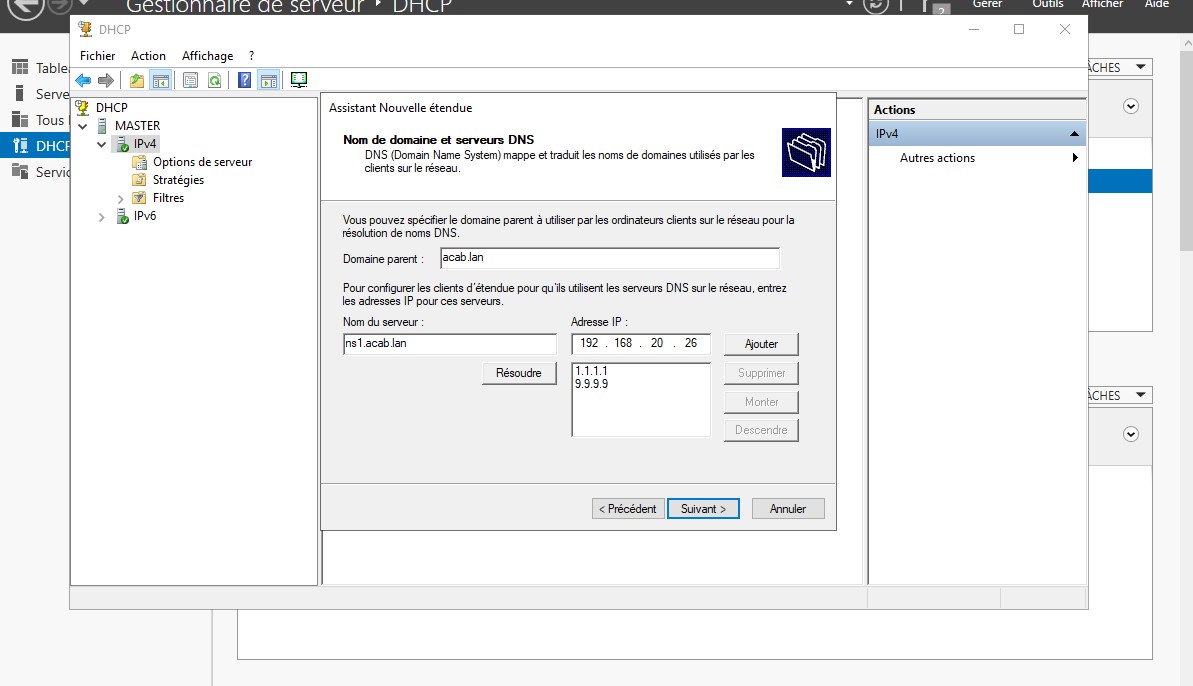 Gestionnaire de serveur ‣ DHCP
Gérer Outils Afficher Aide
2
DHCP
Fichier Action Affichage ?
DHCP
MASTER
IPv4
Options de serveur
Stratégies
Filtres
IPv6
DHCP
Assistant Nouvelle étendue
Nom de domaine et serveurs DNS
DNS (Domain Name System) mappe et traduit les noms de domaines utilisés par les
clients sur le réseau.
Vous pouvez spécifier le domaine parent à utiliser par les ordinateurs clients sur le réseau pour la
résolution de noms DNS.
Domaine parent : acab.lan
Pour configurer les clients d'étendue pour qu'ils utilisent les serveurs DNS sur le réseau, entrez
les adresses IP pour ces serveurs.
Nom du serveur : Adresse IP :
ns1.acab.lan 192 . 168 . 20 . 26 Ajouter
Résoudre 1.1.1.1 Supprimer
9.9.9.9
Monter
Descendre
< Précédent Suivant > Annuler
Actions
IPv4
Autres actions
Tous